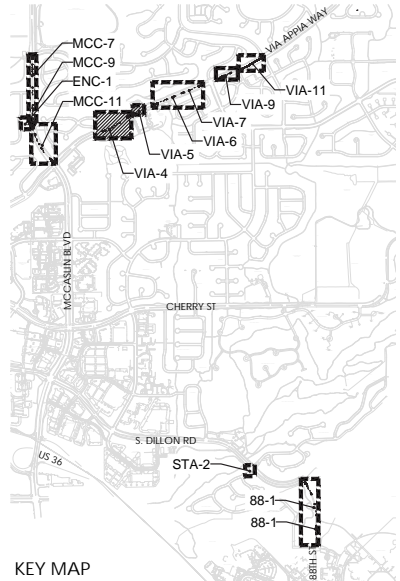 VIA APPIA WAY
MCC-7
MCC-9
ENC-1
MCC-11
VIA-11
VIA-9
VIA-7
VIA-6
VIA-5
VIA-4
MCCASLIN BLVD
CHERRY ST
S. DILLON RD
US 36
STA-2
88-1
88-1
88TH ST
KEY MAP